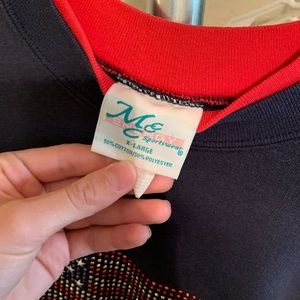 M.E.
Sportswear®
X-LARGE
50%COTTON/50%POLYESTER